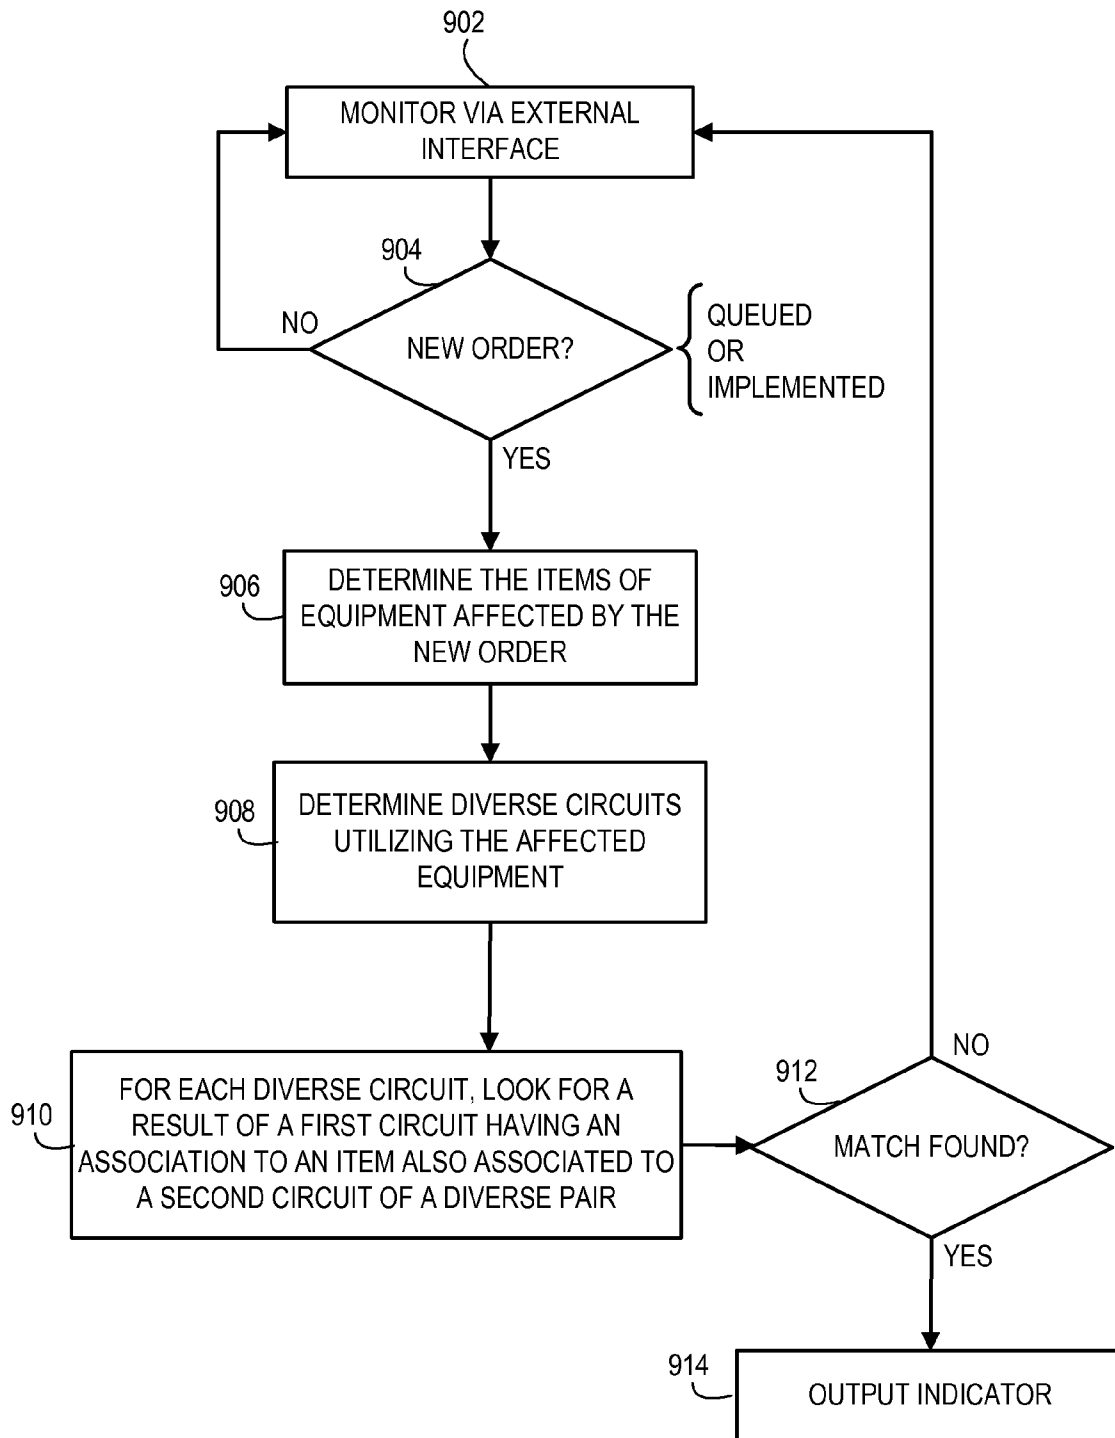 902
MONITOR VIA EXTERNAL
INTERFACE
904
NO
NEW ORDER?
QUEUED
OR
IMPLEMENTED
YES
906
DETERMINE THE ITEMS OF
EQUIPMENT AFFECTED BY THE
NEW ORDER
908
DETERMINE DIVERSE CIRCUITS
UTILIZING THE AFFECTED
EQUIPMENT
910
FOR EACH DIVERSE CIRCUIT, LOOK FOR A
RESULT OF A FIRST CIRCUIT HAVING AN
ASSOCIATION TO AN ITEM ALSO ASSOCIATED TO
A SECOND CIRCUIT OF A DIVERSE PAIR
912
NO
MATCH FOUND?
YES
914
OUTPUT INDICATOR